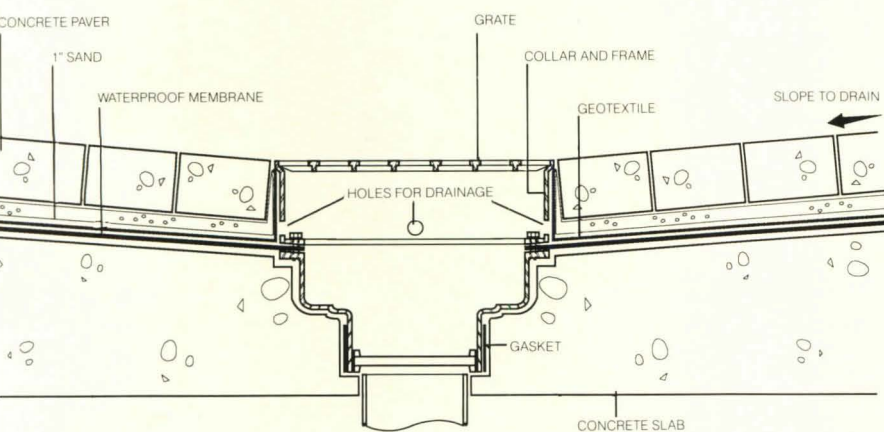 CONCRETE PAVER
1" SAND
WATERPROOF MEMBRANE
GRATE
COLLAR AND FRAME
GEOTEXTILE
SLOPE TO DRAIN
HOLES FOR DRAINAGE
GASKET
CONCRETE SLAB